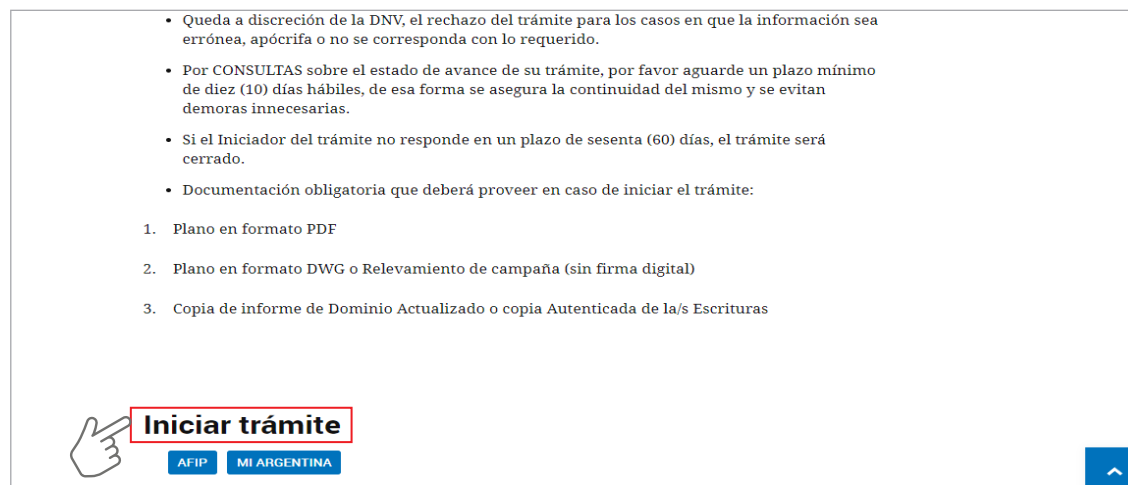 • Queda a discreción de la DNV, el rechazo del trámite para los casos en que la información sea
errónea, apócrifa o no se corresponda con lo requerido.
• Por CONSULTAS sobre el estado de avance de su trámite, por favor aguarde un plazo mínimo
de diez (10) días hábiles, de esa forma se asegura la continuidad del mismo y se evitan
demoras innecesarias.
• Si el Iniciador del trámite no responde en un plazo de sesenta (60) días, el trámite será
cerrado.
• Documentación obligatoria que deberá proveer en caso de iniciar el trámite:
1. Plano en formato PDF
2. Plano en formato DWG o Relevamiento de campaña (sin firma digital)
3. Copia de informe de Dominio Actualizado o copia Autenticada de la/s Escrituras
Iniciar trámite
AFIP MI ARGENTINA